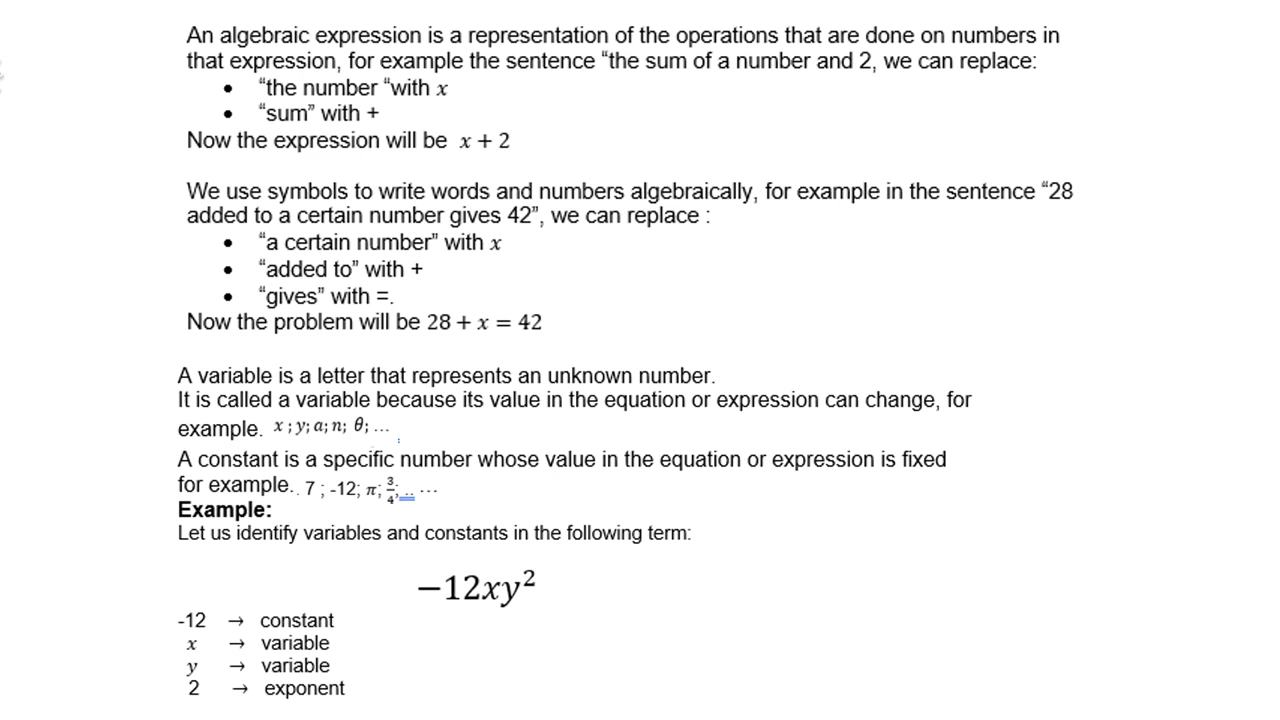 An algebraic expression is a representation of the operations that are done on numbers in
that expression, for example the sentence “the sum of a number and 2, we can replace:
• “the number “with x
• “sum” with +
Now the expression will be x + 2
We use symbols to write words and numbers algebraically, for example in the sentence “28
added to a certain number gives 42”, we can replace :
• “a certain number” with x
• “added to” with +
• “gives” with =.
Now the problem will be 28 + x = 42
A variable is a letter that represents an unknown number.
It is called a variable because its value in the equation or expression can change, for
example. x ; y; a; n; θ; ...
A constant is a specific number whose value in the equation or expression is fixed
for example.. 7 ; -12; π; 3/4; .. ...
Example:
Let us identify variables and constants in the following term:
−12xy²
-12 → constant
x → variable
y → variable
2 → exponent